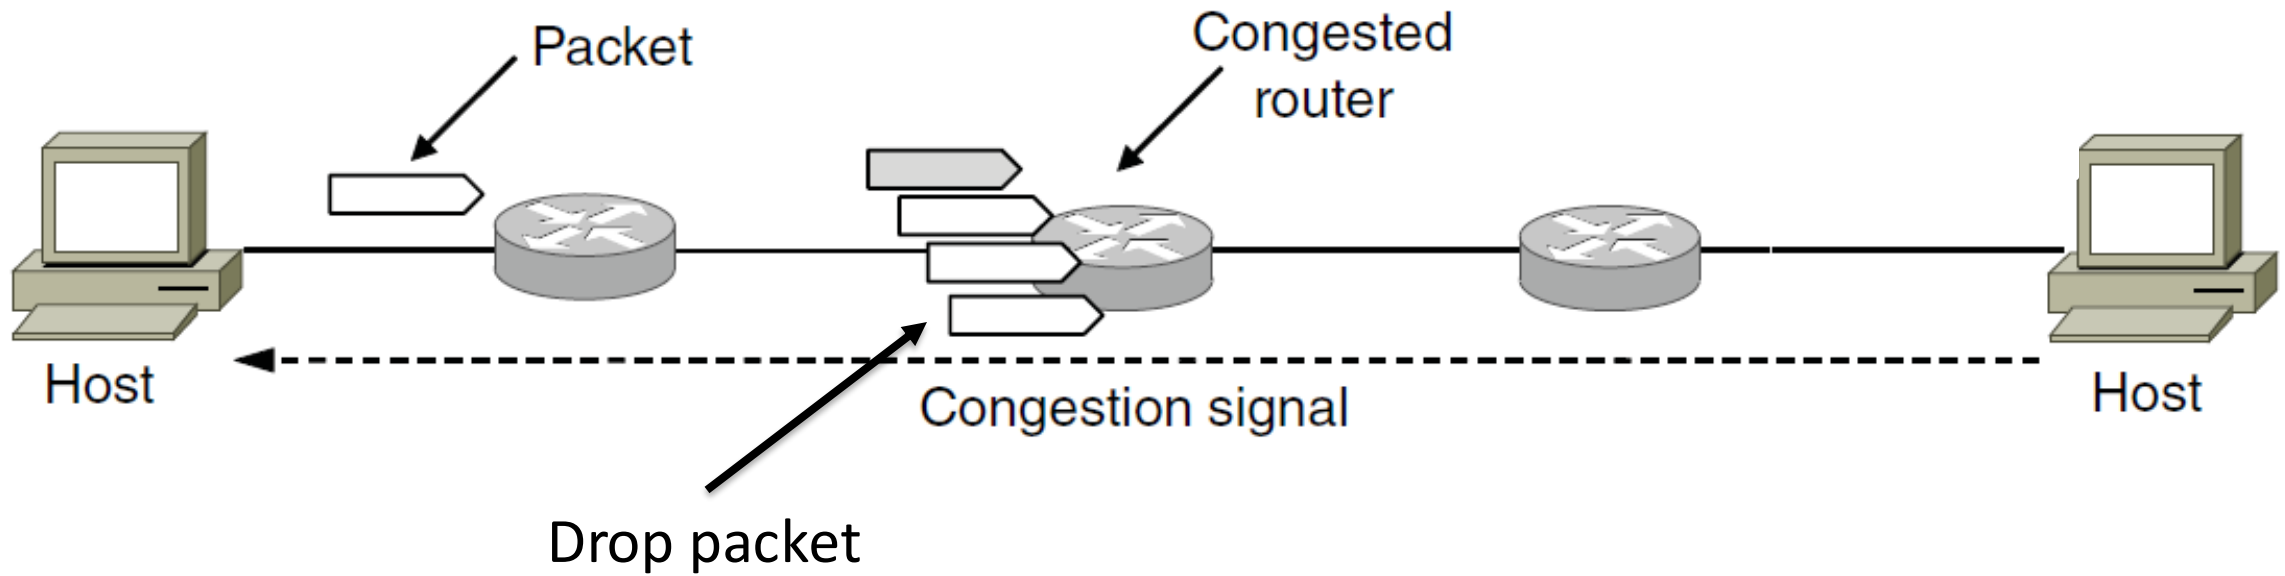 Packet
Congested
router
Host
Congestion signal
Host
Drop packet